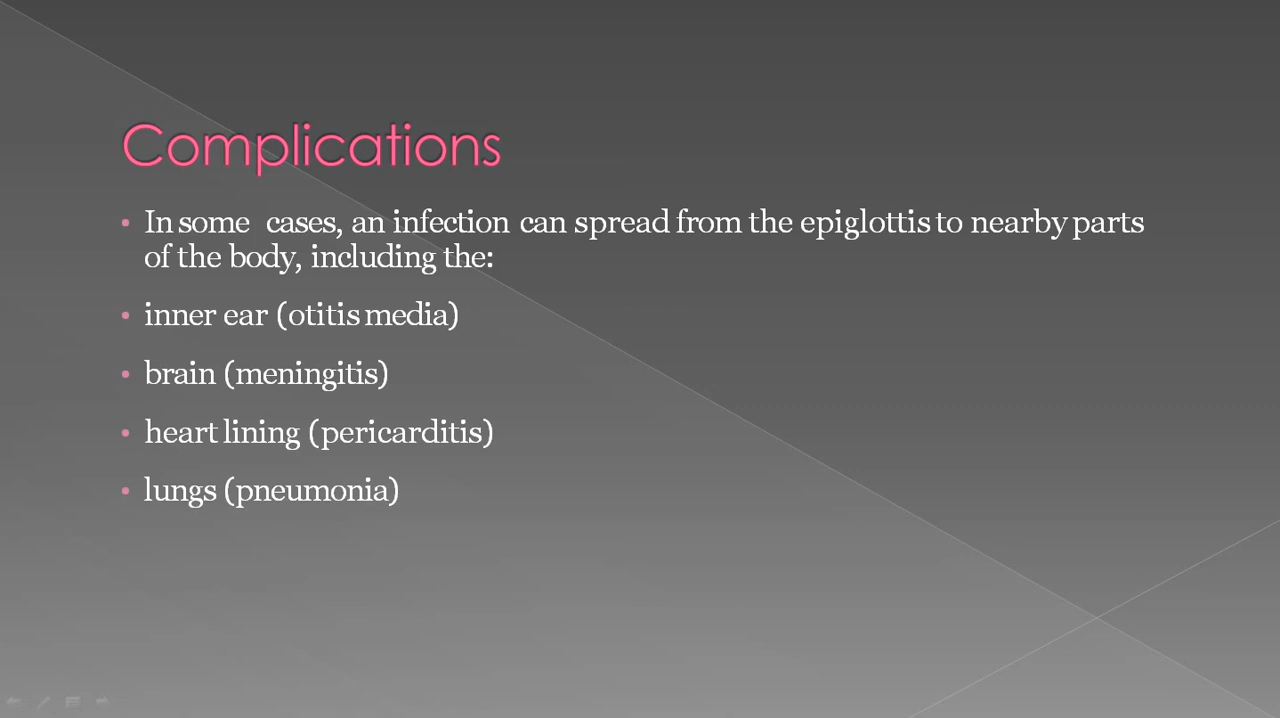 Complications
• In some cases, an infection can spread from the epiglottis to nearby parts
of the body, including the:
• inner ear (otitis media)
• brain (meningitis)
• heart lining (pericarditis)
• lungs (pneumonia)